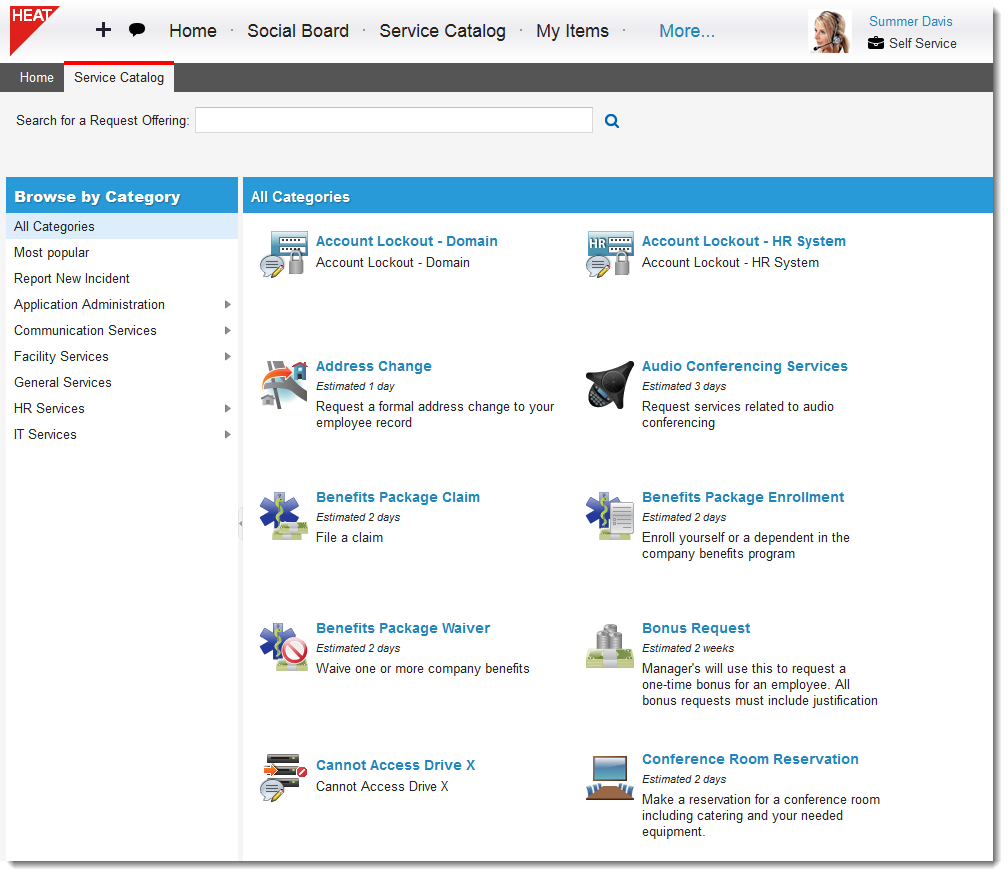 HEAT
Home · Social Board · Service Catalog · My Items · More...
Summer Davis
Self Service
Home
Service Catalog
Search for a Request Offering:
Browse by Category
All Categories
Most popular
Report New Incident
Application Administration
Communication Services
Facility Services
General Services
HR Services
IT Services
All Categories
Account Lockout - Domain
Account Lockout - Domain
HR
Account Lockout - HR System
Account Lockout - HR System
Address Change
Estimated 1 day
Request a formal address change to your
employee record
Audio Conferencing Services
Estimated 3 days
Request services related to audio
conferencing
Benefits Package Claim
Estimated 2 days
File a claim
Benefits Package Enrollment
Estimated 2 days
Enroll yourself or a dependent in the
company benefits program
Benefits Package Waiver
Estimated 2 days
Waive one or more company benefits
Bonus Request
Estimated 2 weeks
Manager's will use this to request a
one-time bonus for an employee. All
bonus requests must include justification
Cannot Access Drive X
Cannot Access Drive X
Conference Room Reservation
Estimated 2 days
Make a reservation for a conference room
including catering and your needed
equipment.